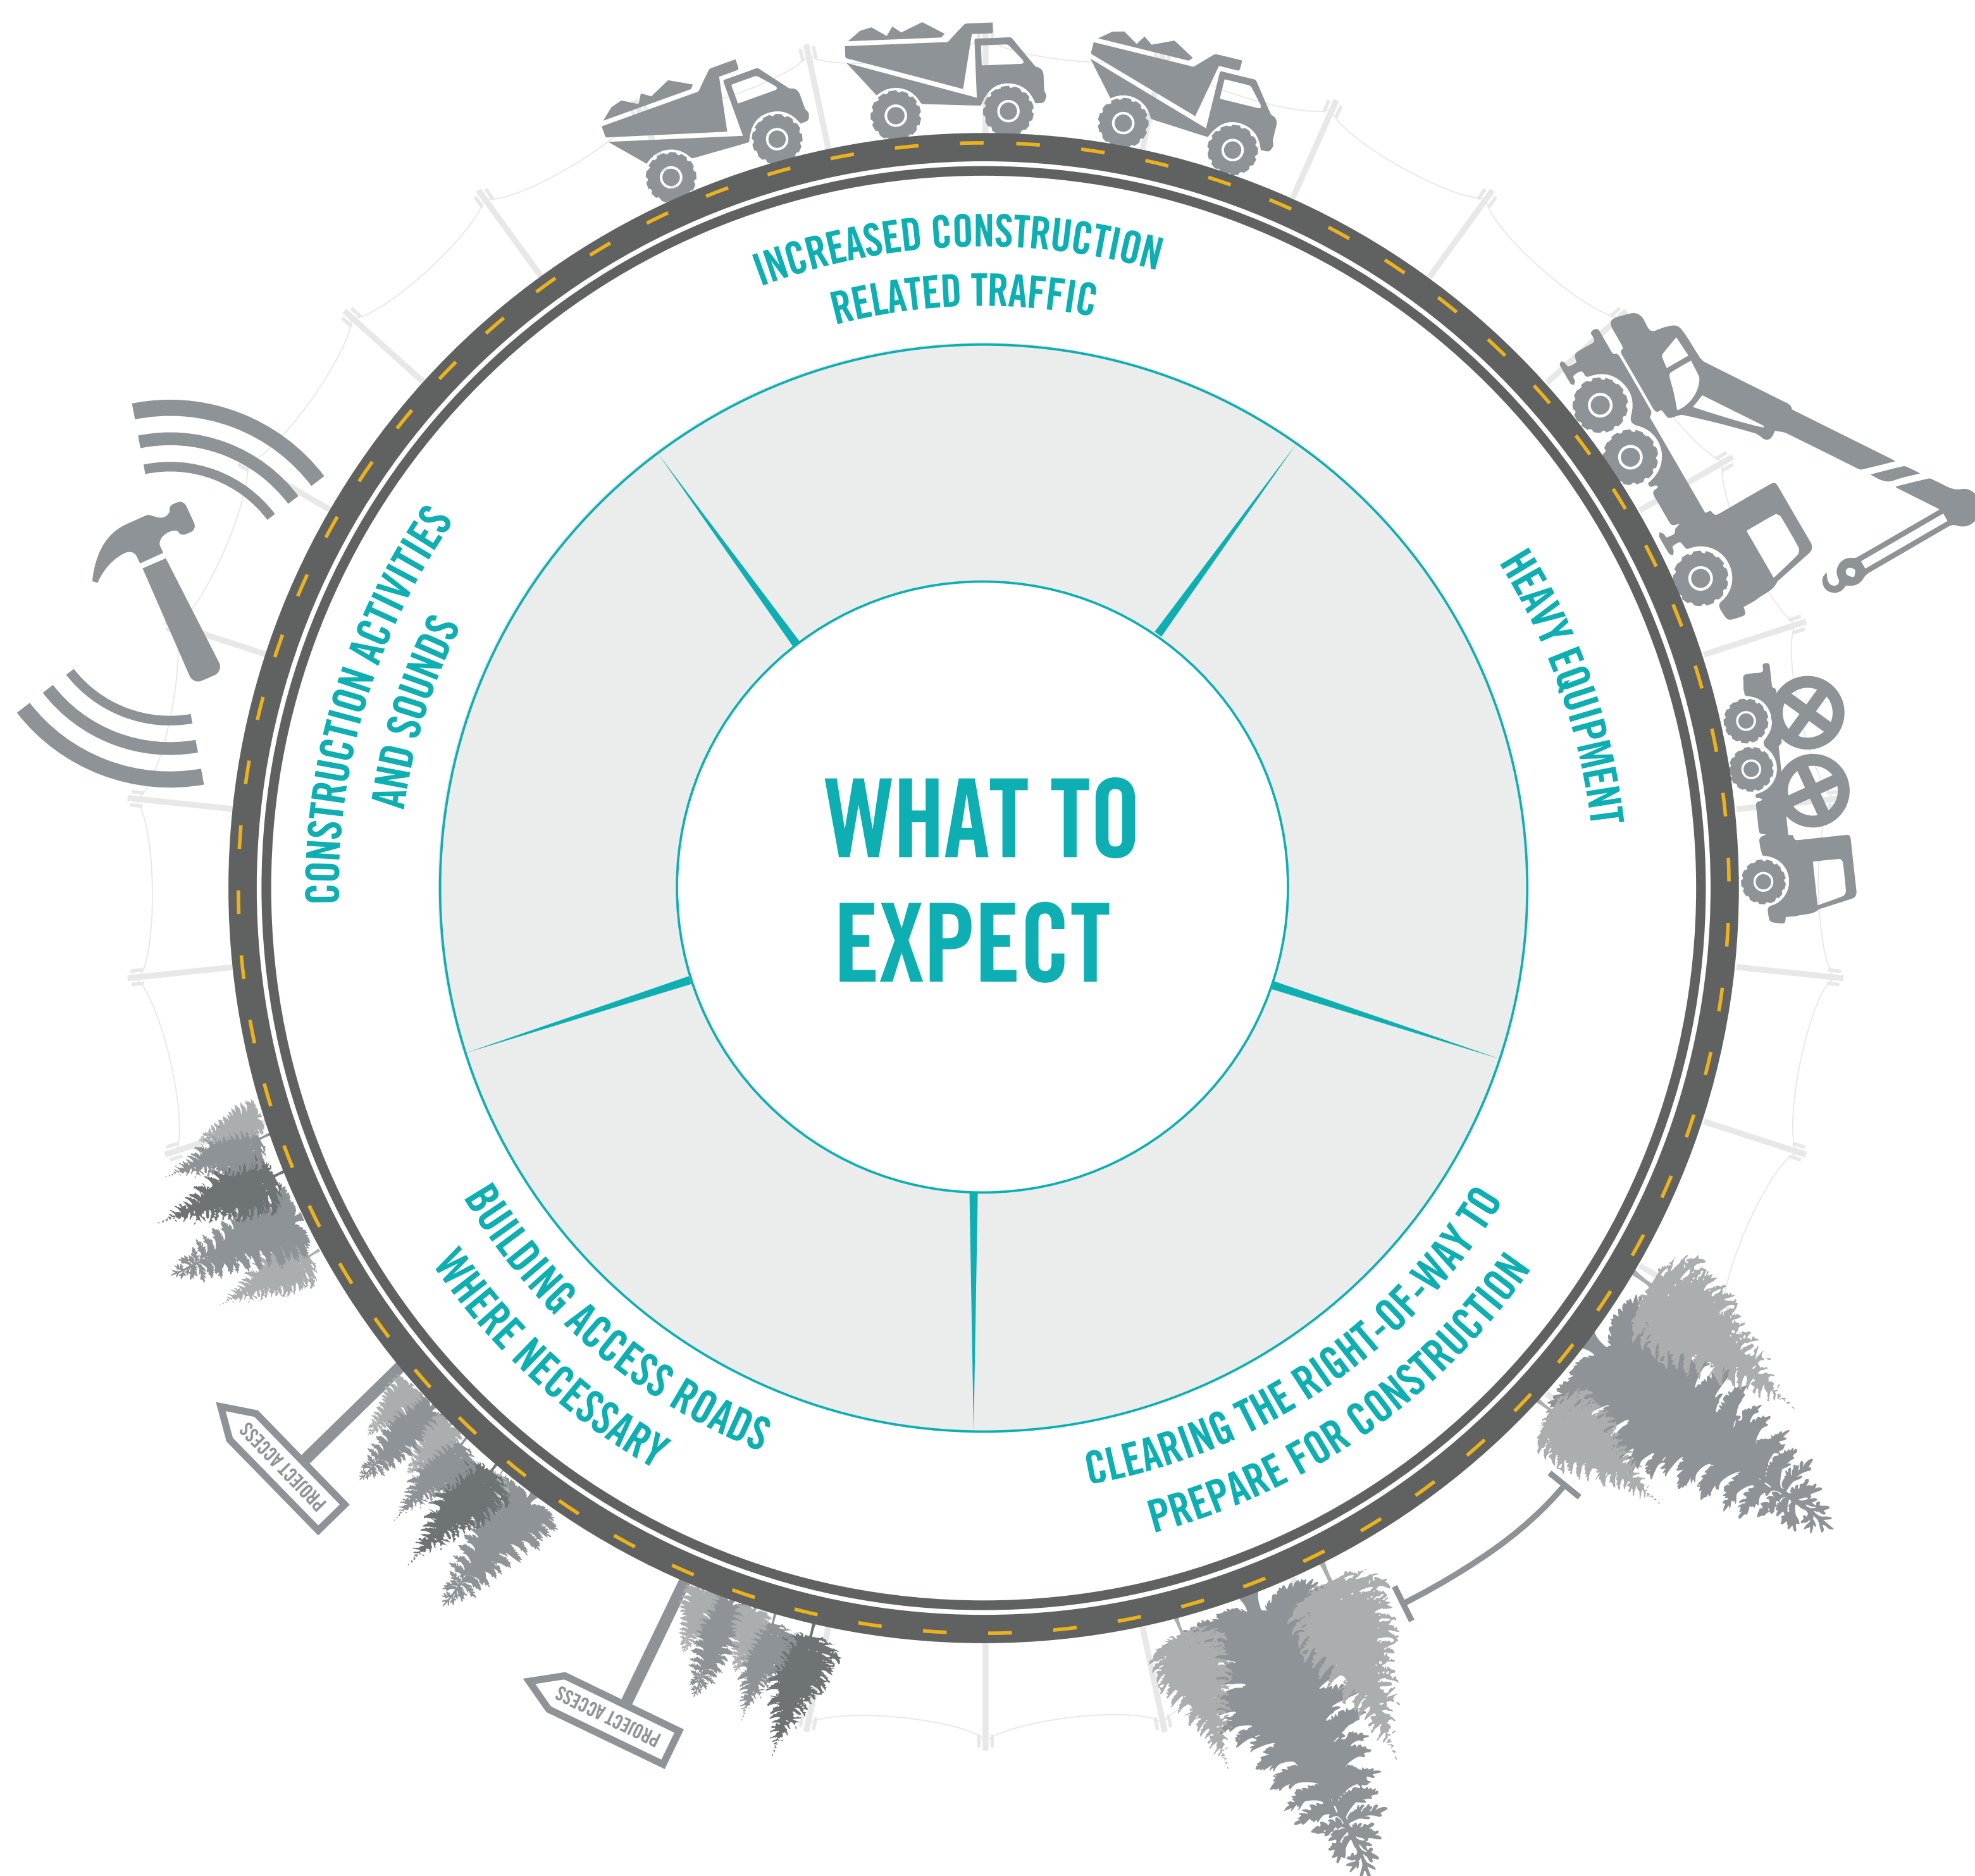 INCREASED CONSTRUCTION
RELATED TRAFFIC
HEAVY EQUIPMENT
CLEARING THE RIGHT-OF-WAY TO
PREPARE FOR CONSTRUCTION
BUILDING ACCESS ROADS
WHERE NECESSARY
CONSTRUCTION ACTIVITIES
AND SOUNDS
WHAT TO
EXPECT
PROJECT ACCESS
PROJECT ACCESS